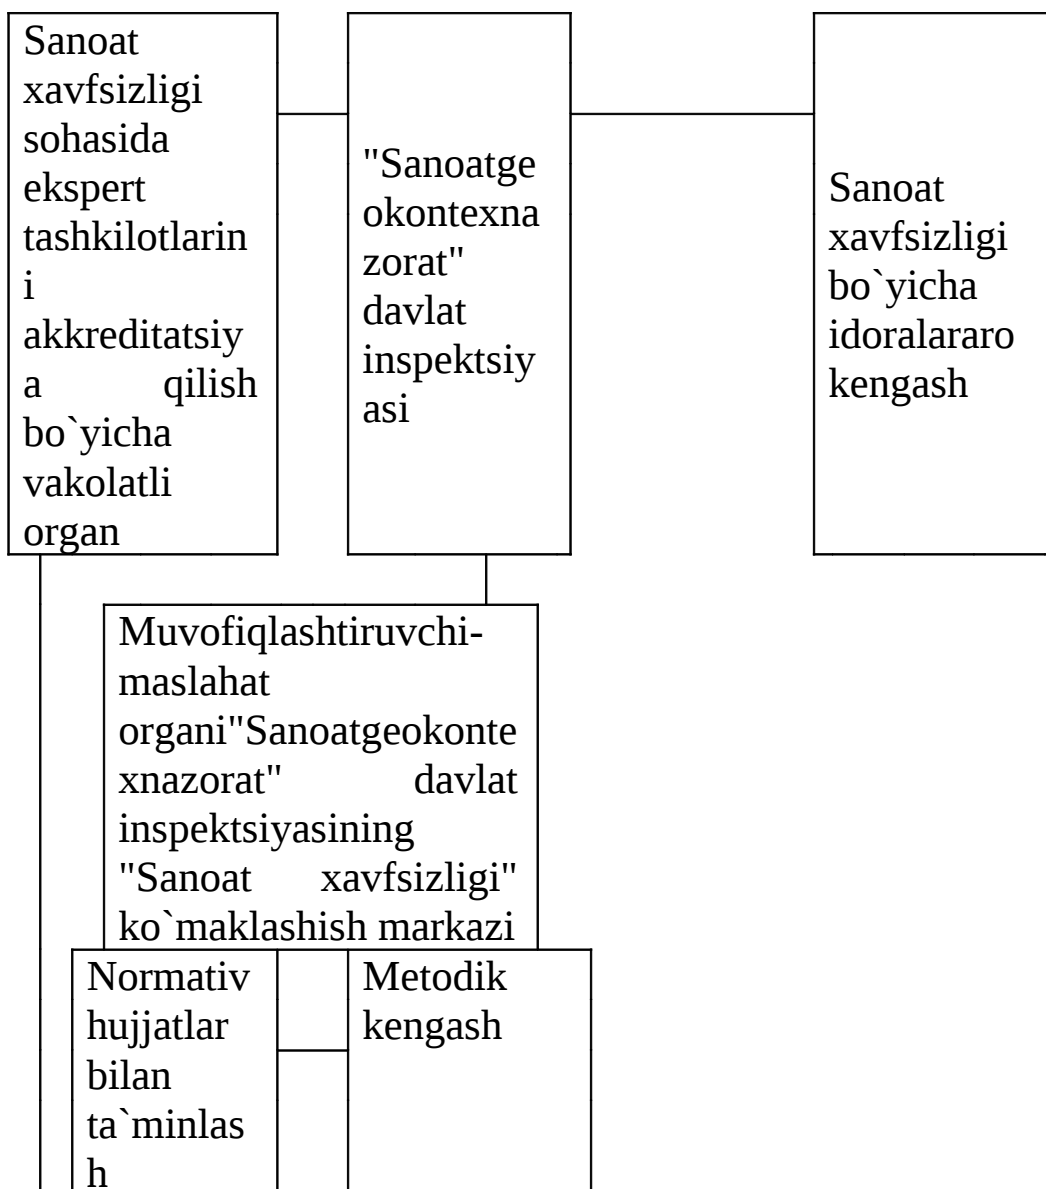 Sanoat
xavfsizligi
sohasida
ekspert
tashkilotlarin
i
akkreditatsiy
a qilish
bo`yicha
vakolatli
organ
"Sanoatge
okontexna
zorat"
davlat
inspektsiy
asi
Sanoat
xavfsizligi
bo`yicha
idoralararo
kengash
Muvofiqlashtiruvchi-
maslahat
organi"Sanoatgeokonte
xnazorat" davlat
inspektsiyasining
"Sanoat xavfsizligi"
ko`maklashish markazi
Normativ
hujjatlar
bilan
ta`minlas
h
Metodik
kengash